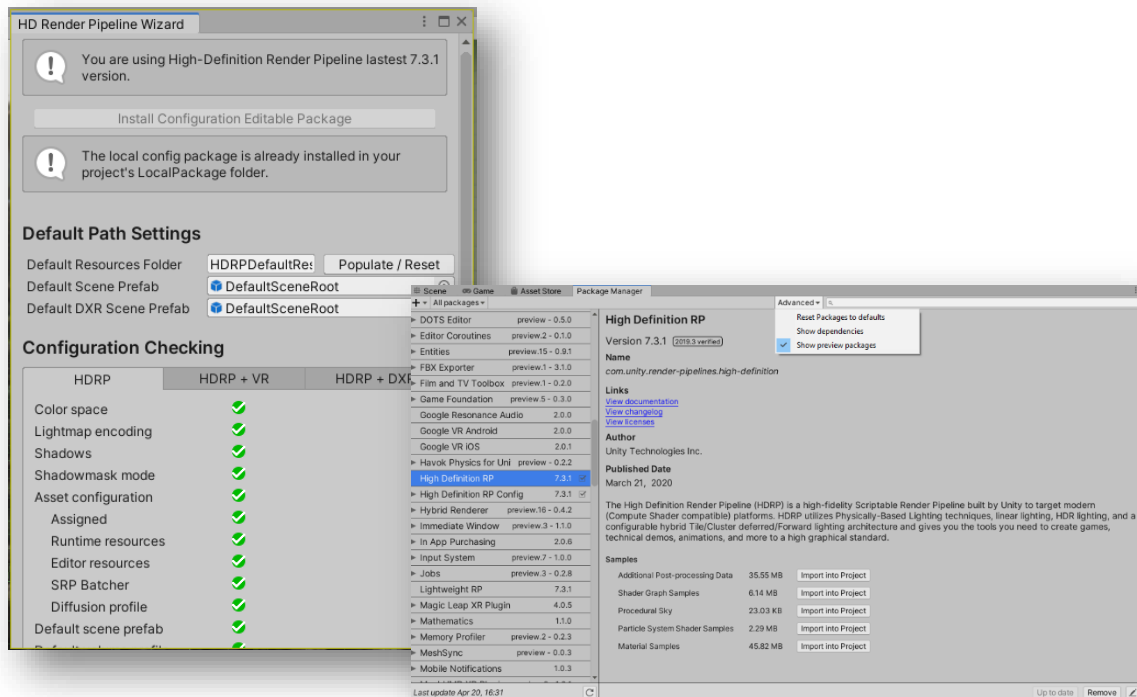 HD Render Pipeline Wizard
You are using High-Definition Render Pipeline lastest 7.3.1
version.
Install Configuration Editable Package
The local config package is already installed in your
project's LocalPackage folder.
Default Path Settings
Default Resources Folder HDRPDefaultRes Populate / Reset
Default Scene Prefab DefaultSceneRoot
Default DXR Scene Prefab DefaultSceneRoot
Configuration Checking
HDRP HDRP + VR HDRP + DXR
Color space
Lightmap encoding
Shadows
Shadowmask mode
Asset configuration
Assigned
Runtime resources
Editor resources
SRP Batcher
Diffusion profile
Default scene prefab
Scene Game Asset Store Package Manager
All packages Advanced
DOTS Editor preview - 0.5.0
Editor Coroutines preview.2 - 0.1.0
Entities preview.15 - 0.9.1
FBX Exporter preview.1 - 3.1.0
Film and TV Toolbox preview.1 - 0.2.0
Game Foundation preview.5 - 0.3.0
Google Resonance Audio 2.0.0
Google VR Android 2.0.0
Google VR iOS 2.0.1
Havok Physics for Uni preview - 0.2.2
High Definition RP 7.3.1
High Definition RP Config 7.3.1
Hybrid Renderer preview.16 - 0.4.2
Immediate Window preview.3 - 1.1.0
In App Purchasing 2.0.6
Input System preview.7 - 1.0.0
Jobs preview.3 - 0.2.8
Lightweight RP 7.3.1
Magic Leap XR Plugin 4.0.5
Mathematics 1.1.0
Memory Profiler preview.2 - 0.2.3
MeshSync preview - 0.0.3
Mobile Notifications 1.0.3
Last update Apr 20, 16:31
Reset Packages to defaults
Show dependencies
Show preview packages
High Definition RP
Version 7.3.1 2019.3 verified
Name
com.unity.render-pipelines.high-definition
Links
View documentation
View changelog
View licenses
Author
Unity Technologies Inc.
Published Date
March 21, 2020
The High Definition Render Pipeline (HDRP) is a high-fidelity Scriptable Render Pipeline built by Unity to target modern
(Compute Shader compatible) platforms. HDRP utilizes Physically-Based Lighting techniques, linear lighting, HDR lighting, and a
configurable hybrid Tile/Cluster deferred/Forward lighting architecture and gives you the tools you need to create games,
technical demos, animations, and more to a high graphical standard.
Samples
Additional Post-processing Data 35.55 MB Import into Project
Shader Graph Samples 6.14 MB Import into Project
Procedural Sky 23.03 KB Import into Project
Particle System Shader Samples 2.29 MB Import into Project
Material Samples 45.82 MB Import into Project
Up to date Remove